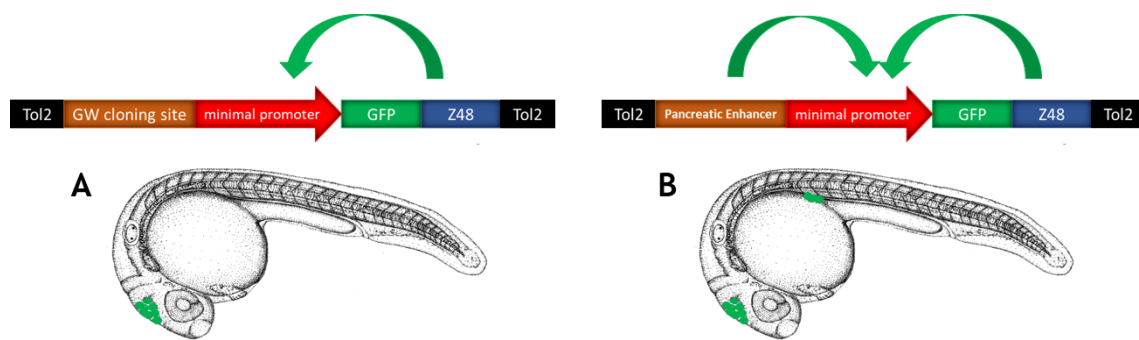 Tol2 GW cloning site minimal promoter GFP Z48 Tol2
Tol2 Pancreatic Enhancer minimal promoter GFP Z48 Tol2
A
B